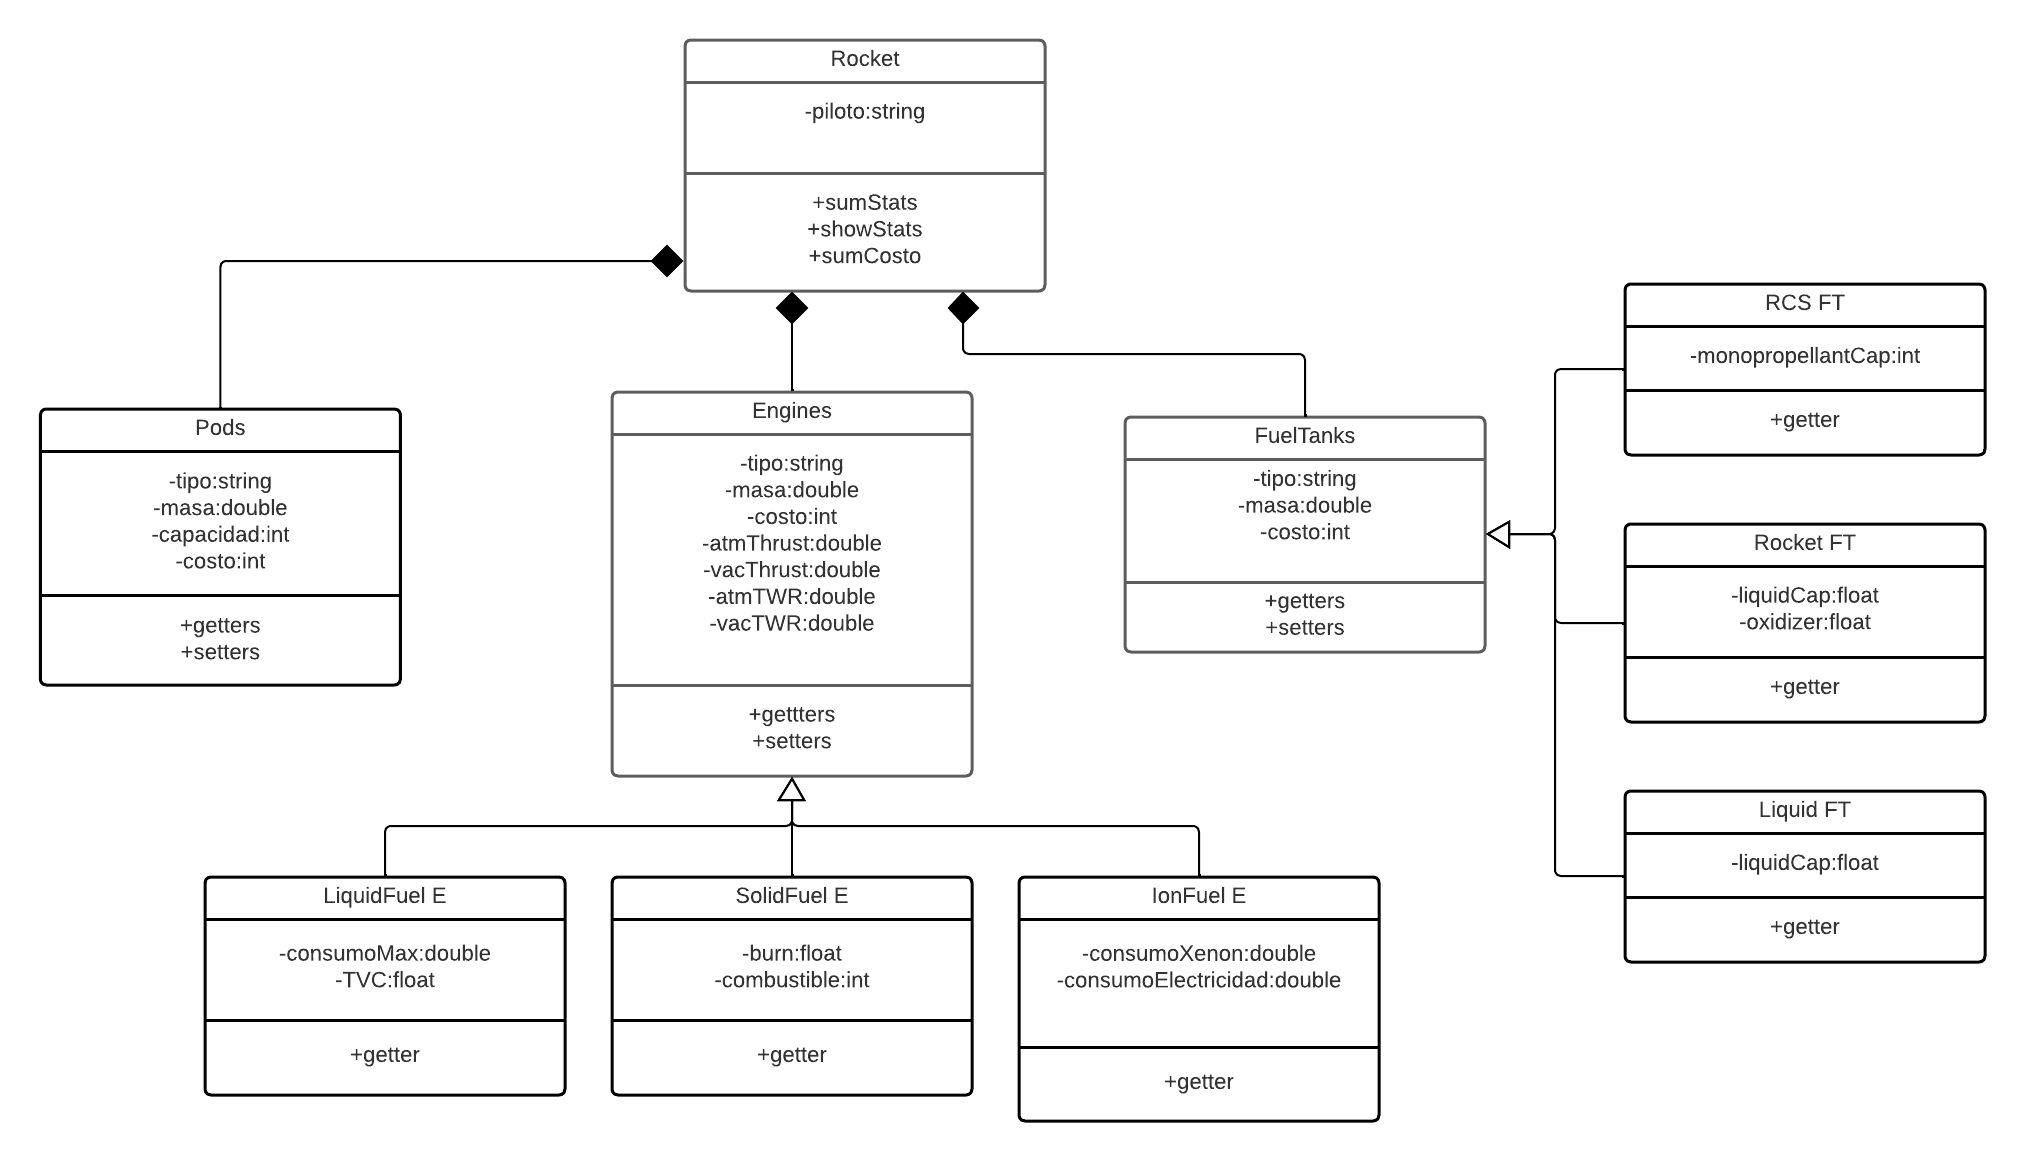 Rocket
-piloto:string
+sumStats
+showStats
+sumCosto
Pods
-tipo:string
-masa:double
-capacidad:int
-costo:int
+getters
+setters
Engines
-tipo:string
-masa:double
-costo:int
-atmThrust:double
-vacThrust:double
-atmTWR:double
-vacTWR:double
+gettters
+setters
FuelTanks
-tipo:string
-masa:double
-costo:int
+getters
+setters
RCS FT
-monopropellantCap:int
+getter
Rocket FT
-liquidCap:float
-oxidizer:float
+getter
Liquid FT
-liquidCap:float
+getter
LiquidFuel E
-consumoMax:double
-TVC:float
+getter
SolidFuel E
-burn:float
-combustible:int
+getter
IonFuel E
-consumoXenon:double
-consumoElectricidad:double
+getter